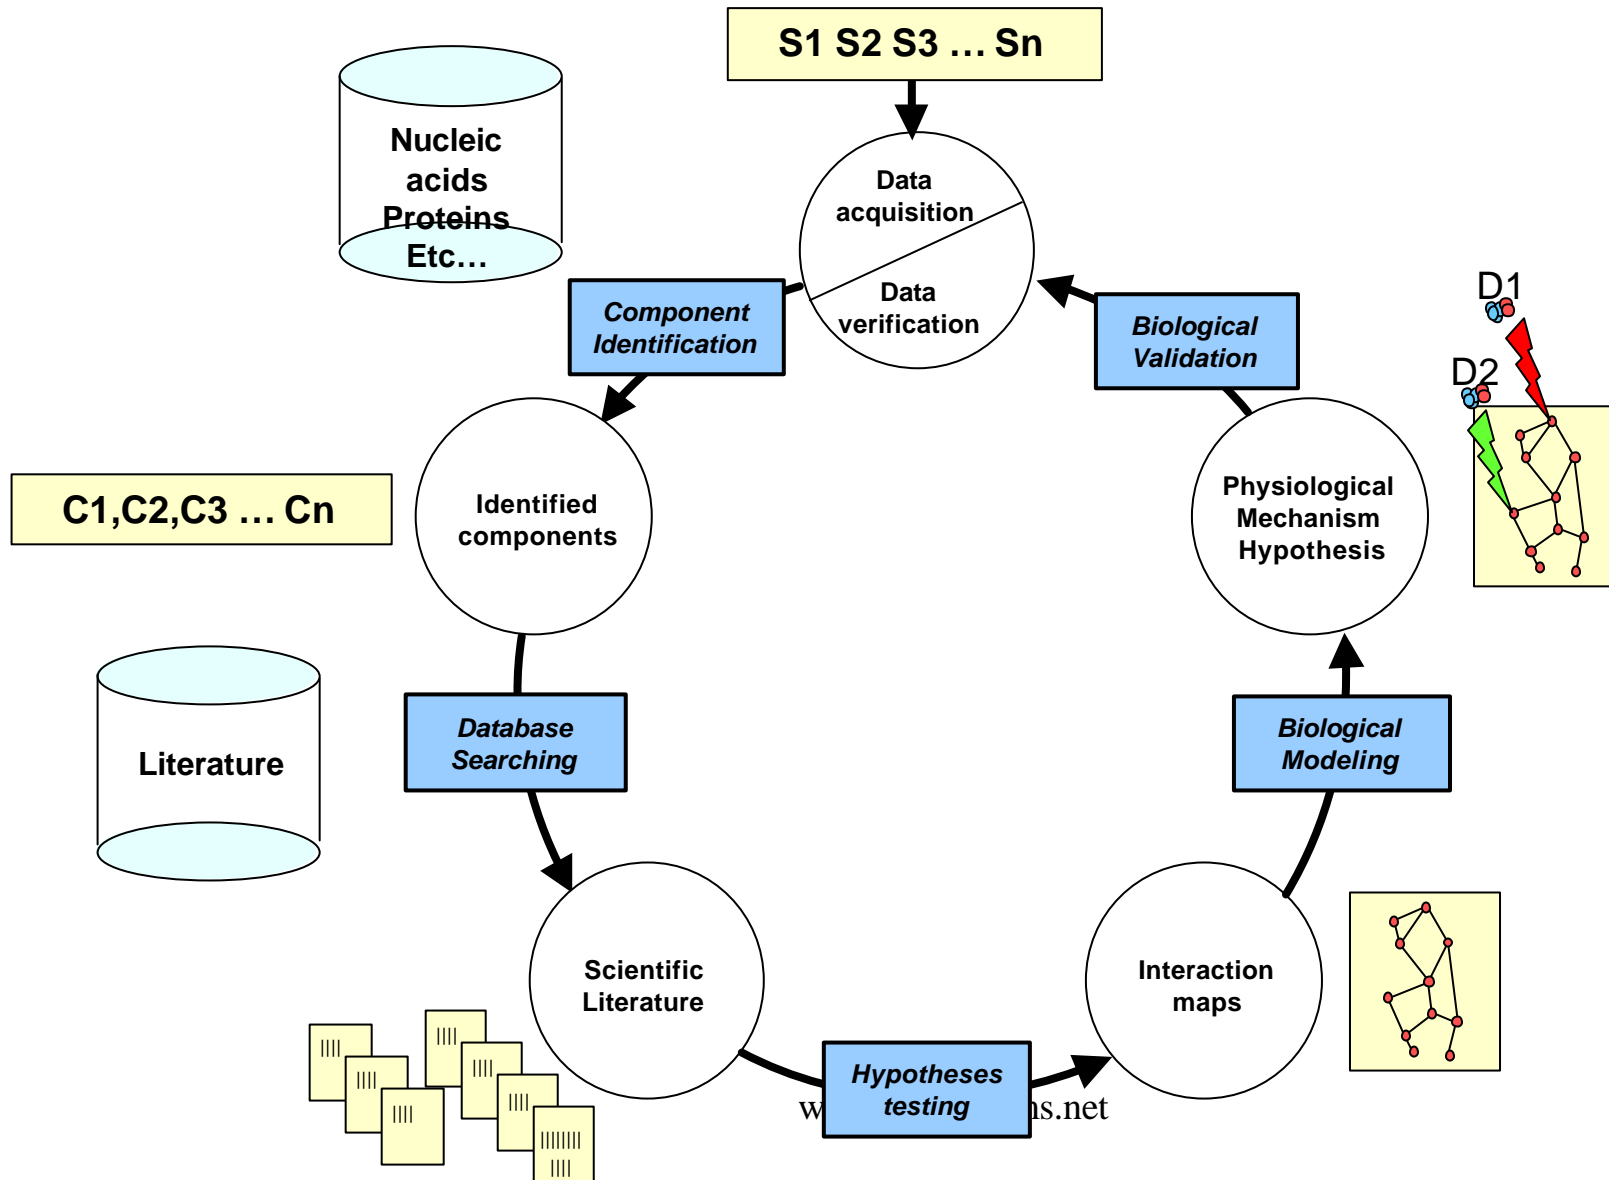 S1 S2 S3 … Sn
Nucleic
acids
Proteins
Etc…
Data
acquisition
Data
verification
Component
Identification
Biological
Validation
D1
D2
C1,C2,C3 … Cn
Identified
components
Physiological
Mechanism
Hypothesis
Literature
Database
Searching
Biological
Modeling
Scientific
Literature
Interaction
maps
Hypotheses
testing